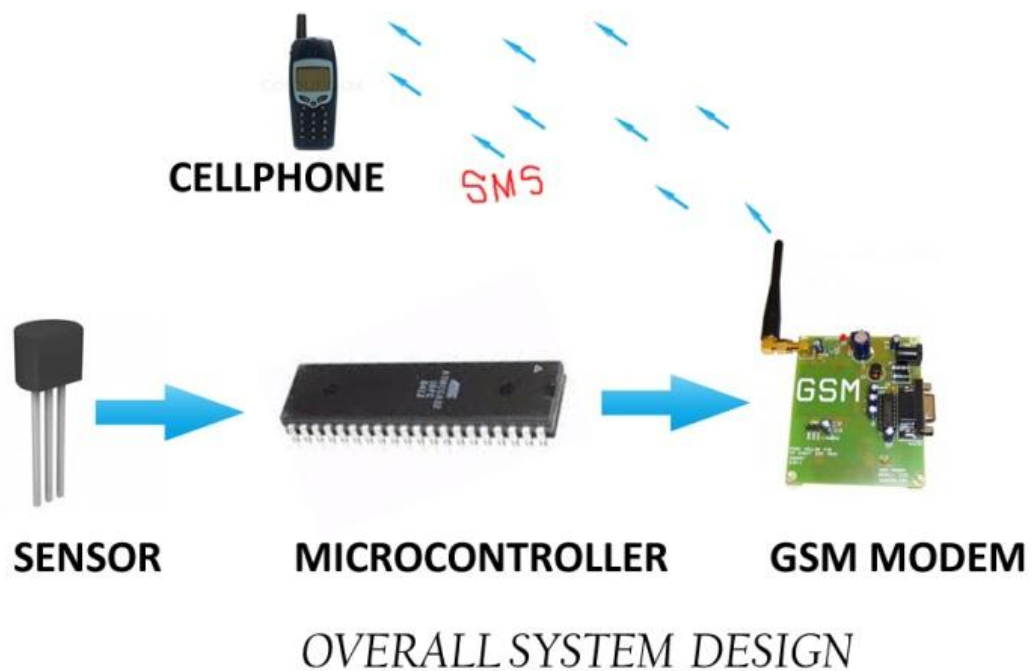 CELLPHONE
SMS
GSM
SENSOR
MICROCONTROLLER
GSM MODEM
OVERALL SYSTEM DESIGN